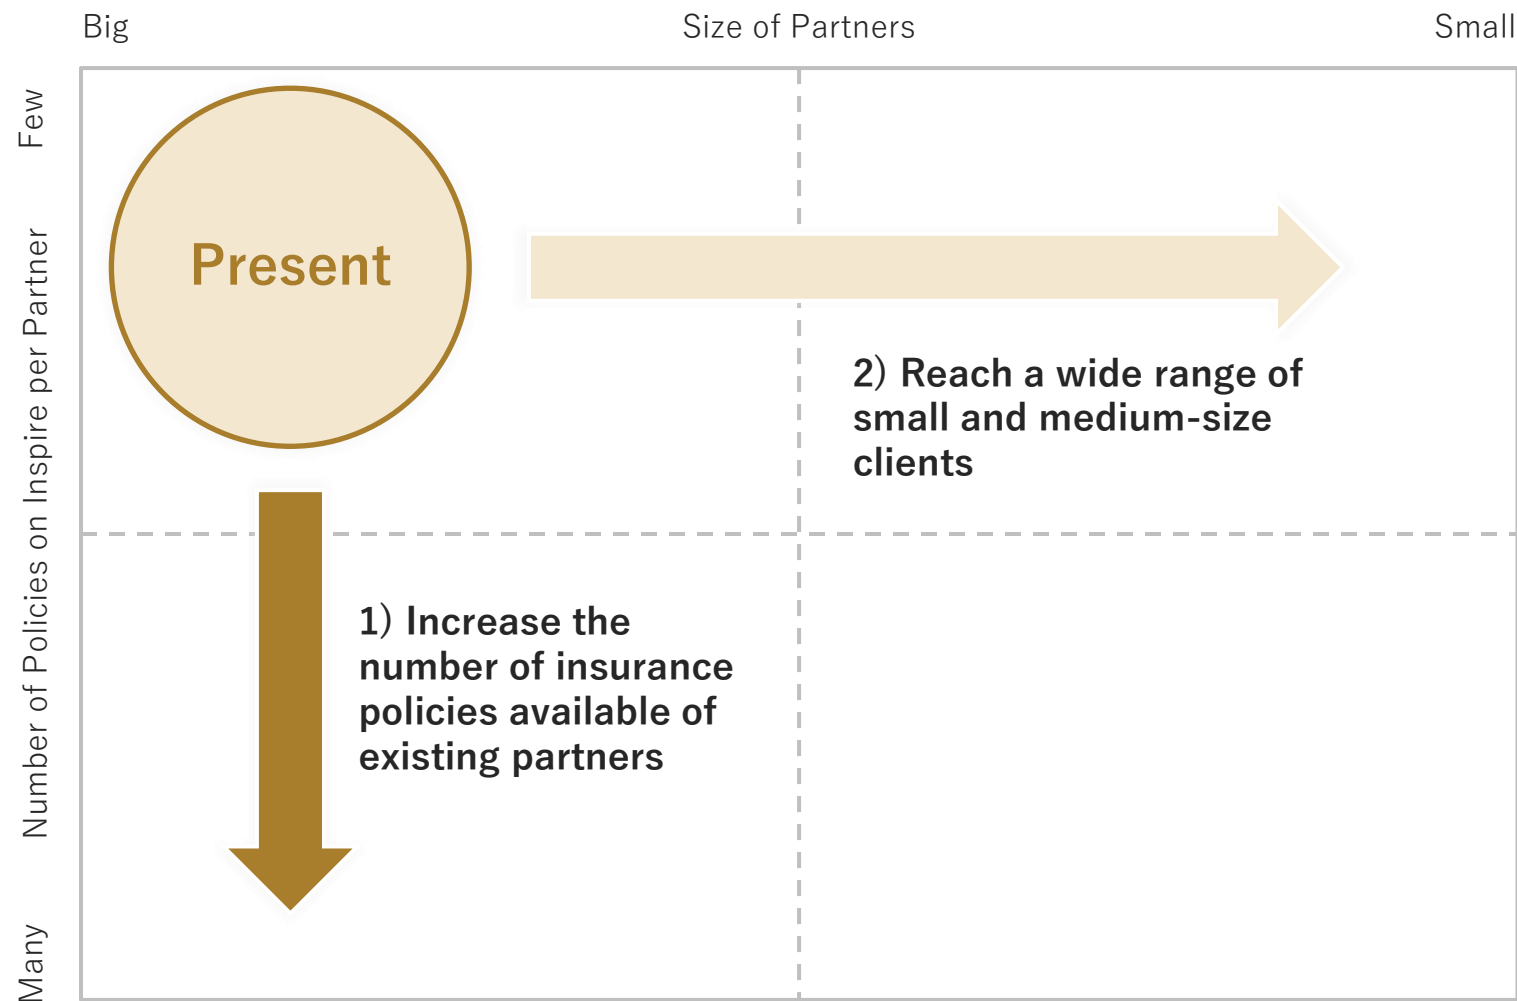 Big
Size of Partners
Small
Few
Number of Policies on Inspire per Partner
Many
Present
2) Reach a wide range of
small and medium-size
clients
1) Increase the
number of insurance
policies available of
existing partners